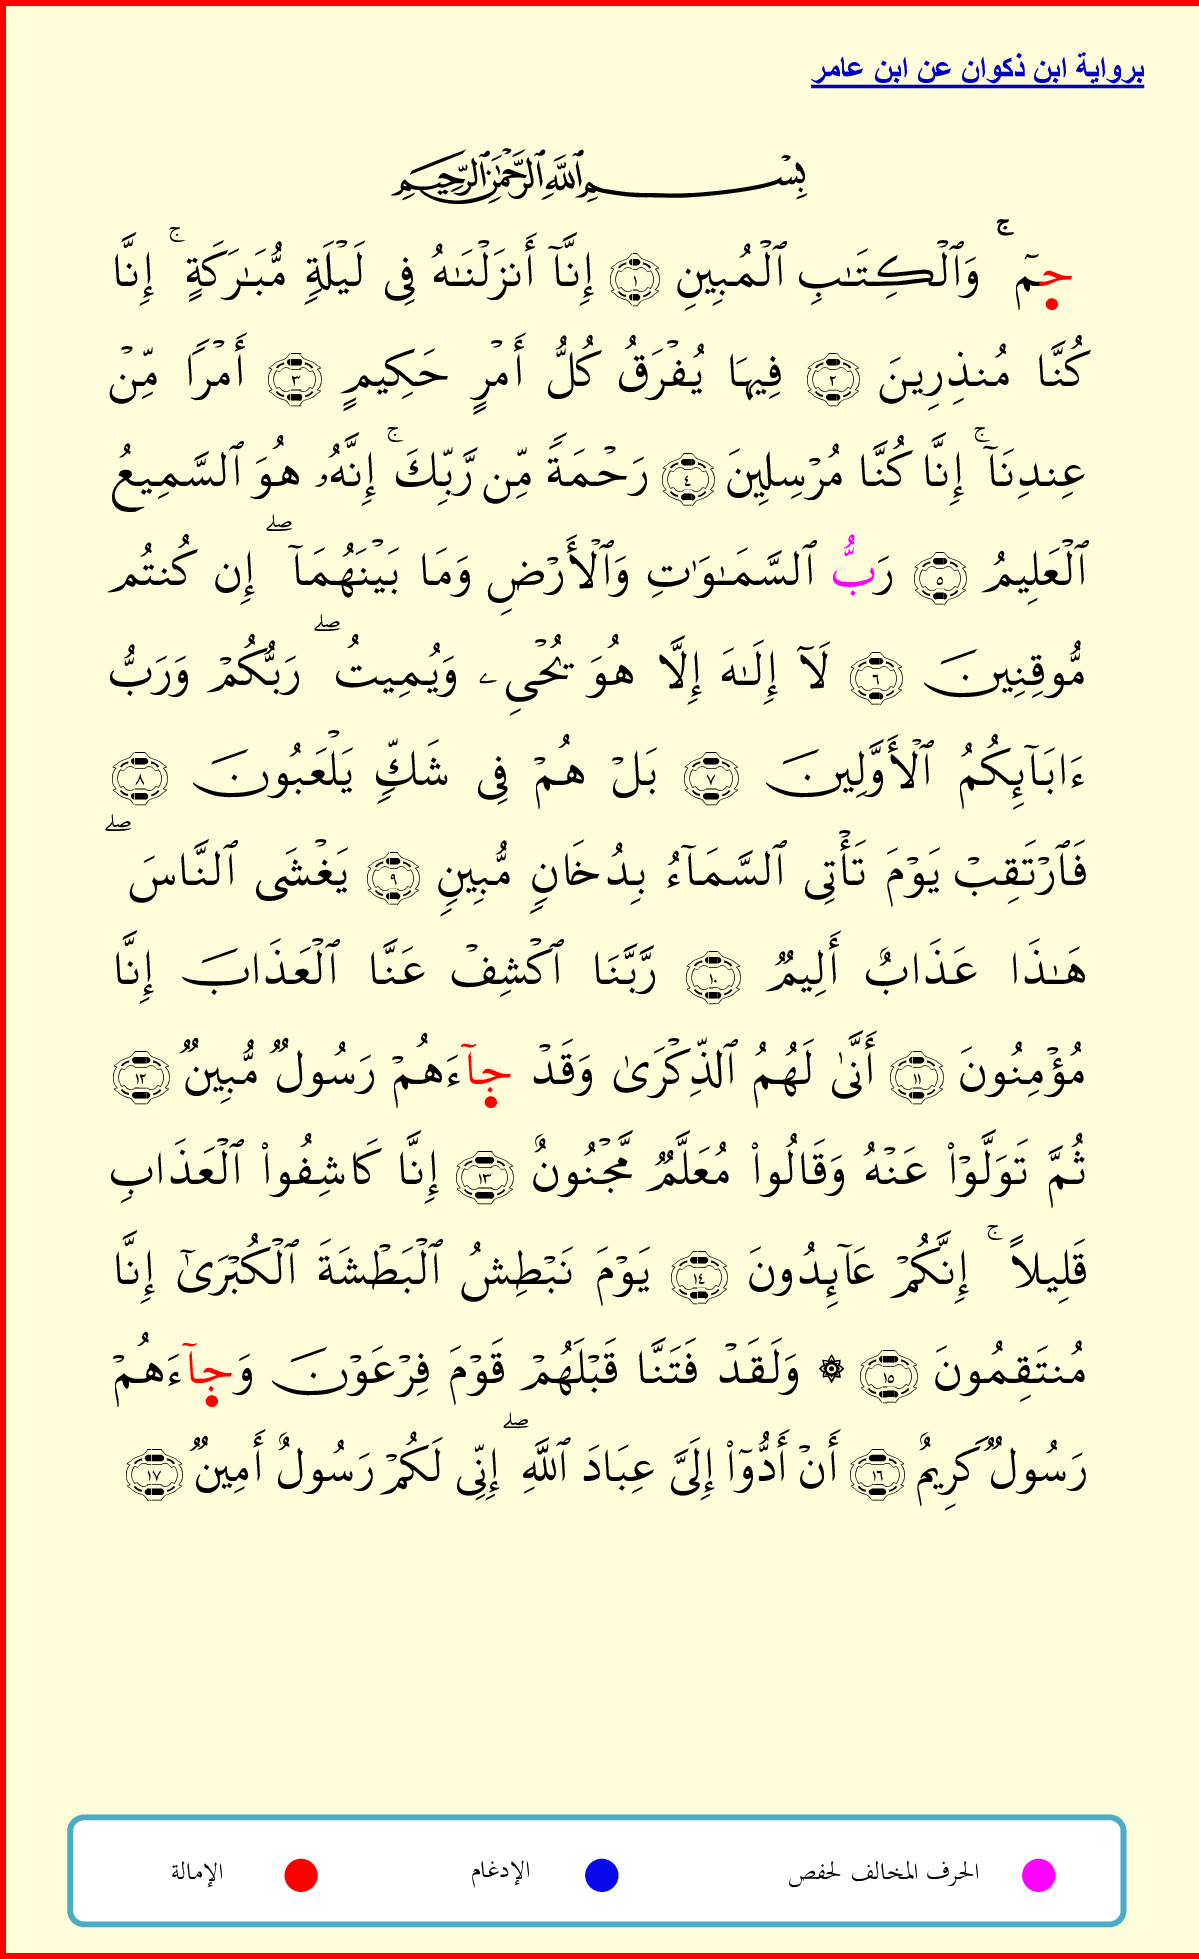 برواية ابن ذكوان عن ابن عامر
بِسْمِ ٱللَّهِ ٱلرَّحْمَٰنِ ٱلرَّحِيمِ
حمٓ ۚ وَٱلْكِتَٰبِ ٱلْمُبِينِ ١ إِنَّآ أَنزَلْنَٰهُ فِى لَيْلَةٍ مُّبَٰرَكَةٍ ۚ إِنَّا
كُنَّا مُنذِرِينَ ٢ فِيهَا يُفْرَقُ كُلُّ أَمْرٍ حَكِيمٍ ٣ أَمْرًا مِّنْ
عِندِنَآ ۚ إِنَّا كُنَّا مُرْسِلِينَ ٤ رَحْمَةً مِّن رَّبِّكَ ۚ إِنَّهُۥ هُوَ ٱلسَّمِيعُ
ٱلْعَلِيمُ ٥ رَبُّ ٱلسَّمَٰوَٰتِ وَٱلْأَرْضِ وَمَا بَيْنَهُمَآ ۖ إِن كُنتُم
مُّوقِنِينَ ٦ لَآ إِلَٰهَ إِلَّا هُوَ يُحْىِۦ وَيُمِيتُ ۖ رَبُّكُمْ وَرَبُّ
ءَابَآئِكُمُ ٱلْأَوَّلِينَ ٧ بَلْ هُمْ فِى شَكٍّ يَلْعَبُونَ ٨
فَٱرْتَقِبْ يَوْمَ تَأْتِى ٱلسَّمَآءُ بِدُخَانٍ مُّبِينٍ ٩ يَغْشَى ٱلنَّاسَ ۖ
هَٰذَا عَذَابٌ أَلِيمٌ ١٠ رَّبَّنَا ٱكْشِفْ عَنَّا ٱلْعَذَابَ إِنَّا
مُؤْمِنُونَ ١١ أَنَّىٰ لَهُمُ ٱلذِّكْرَىٰ وَقَدْ جَآءَهُمْ رَسُولٌ مُّبِينٌ ١٢
ثُمَّ تَوَلَّوْا۟ عَنْهُ وَقَالُوا۟ مُعَلَّمٌ مَّجْنُونٌ ١٣ إِنَّا كَاشِفُوا۟ ٱلْعَذَابِ
قَلِيلًا ۚ إِنَّكُمْ عَآئِدُونَ ١٤ يَوْمَ نَبْطِشُ ٱلْبَطْشَةَ ٱلْكُبْرَىٰٓ إِنَّا
مُنتَقِمُونَ ١٥ ۞ وَلَقَدْ فَتَنَّا قَبْلَهُمْ قَوْمَ فِرْعَوْنَ وَجَآءَهُمْ
رَسُولٌ كَرِيمٌ ١٦ أَنْ أَدُّوٓا۟ إِلَىَّ عِبَادَ ٱللَّهِ ۖ إِنِّى لَكُمْ رَسُولٌ أَمِينٌ ١٧
الحرف المخالف لحفص الإدغام الإمالة